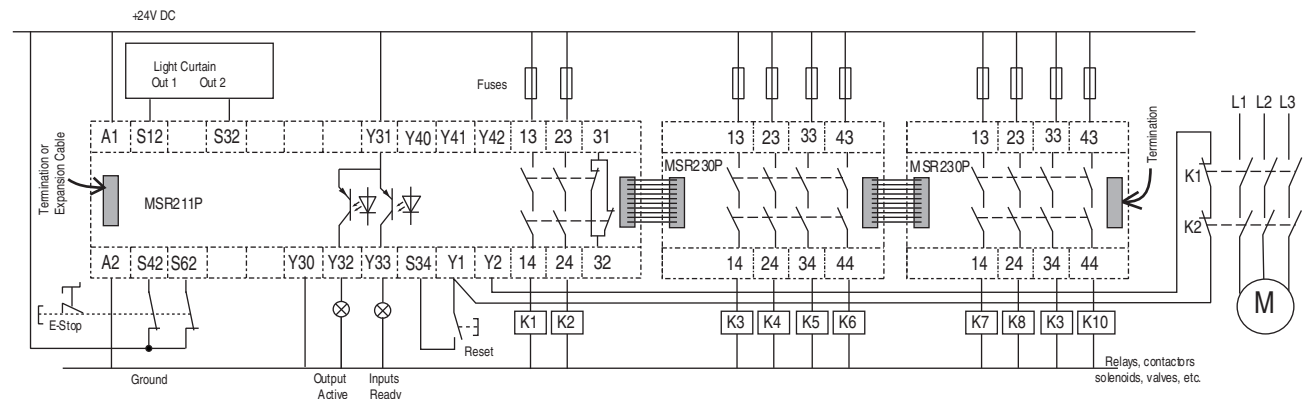 +24V DC
Light Curtain
Out 1 Out 2
Fuses
L1 L2 L3
A1 S12 S32 Y31 Y40 Y41 Y42 13 23 31
13 23 33 43
13 23 33 43
Termination
Termination or
Expansion Cable
MSR211P
MSR230P
MSR230P
K1
K2
A2 S42 S62 Y30 Y32 Y33 S34 Y1 Y2 14 24 32
14 24 34 44
14 24 34 44
M
E-Stop
K1 K2
K3 K4 K5 K6
K7 K8 K3 K10
Reset
Ground
Output
Active
Inputs
Ready
Relays, contactors
solenoids, valves, etc.